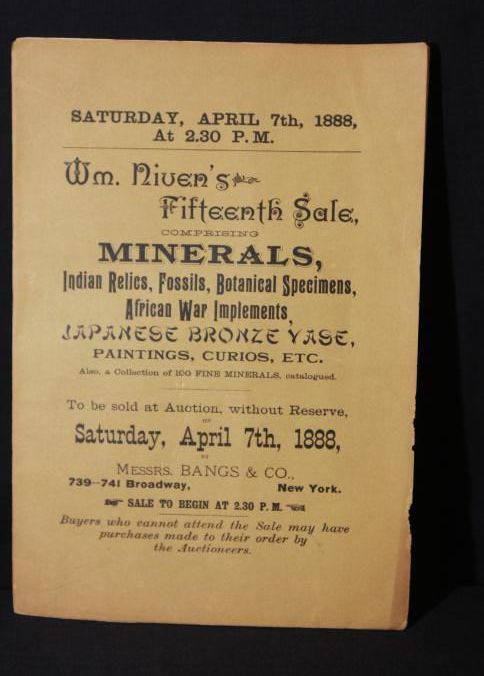 SATURDAY, APRIL 7th, 1888,
At 2.30 P.M.
Wm. Niven's
Fifteenth Sale,
COMPRISING
MINERALS,
Indian Relics, Fossils, Botanical Specimens,
African War Implements,
JAPANESE BRONZE VASE,
PAINTINGS, CURIOS, ETC.
Also, a Collection of 100 FINE MINERALS, catalogued.
To be sold at Auction, without Reserve,
ON
Saturday, April 7th, 1888,
BY
MESSRS. BANGS & CO.,
739-741 Broadway, New York.
SALE TO BEGIN AT 2.30 P. M.
Buyers who cannot attend the Sale may have
purchases made to their order by
the Auctioneers.